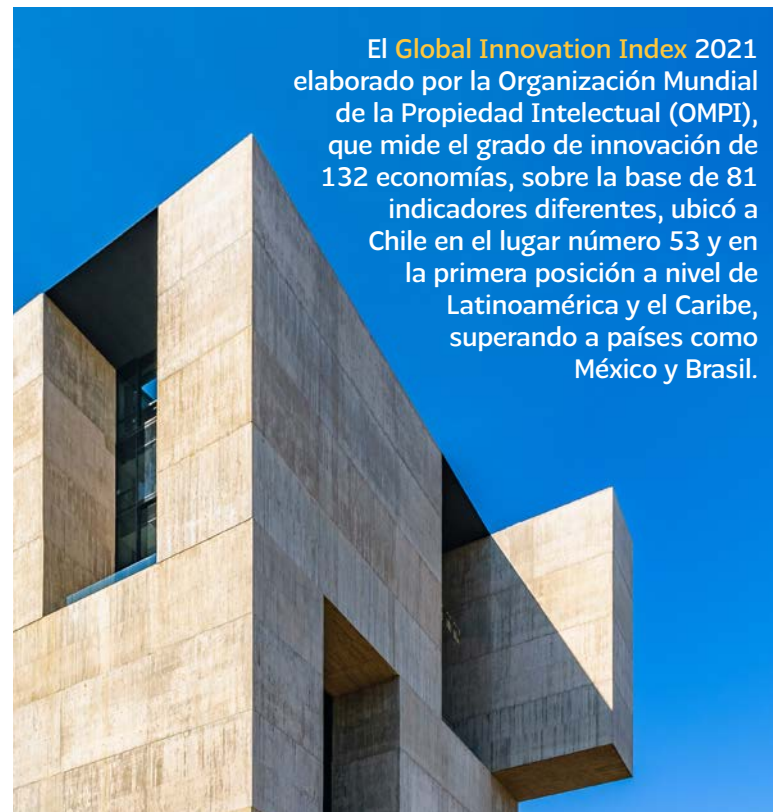 El Global Innovation Index 2021
elaborado por la Organización Mundial
de la Propiedad Intelectual (OMPI),
que mide el grado de innovación de
132 economías, sobre la base de 81
indicadores diferentes, ubicó a
Chile en el lugar número 53 y en
la primera posición a nivel de
Latinoamérica y el Caribe,
superando a países como
México y Brasil.